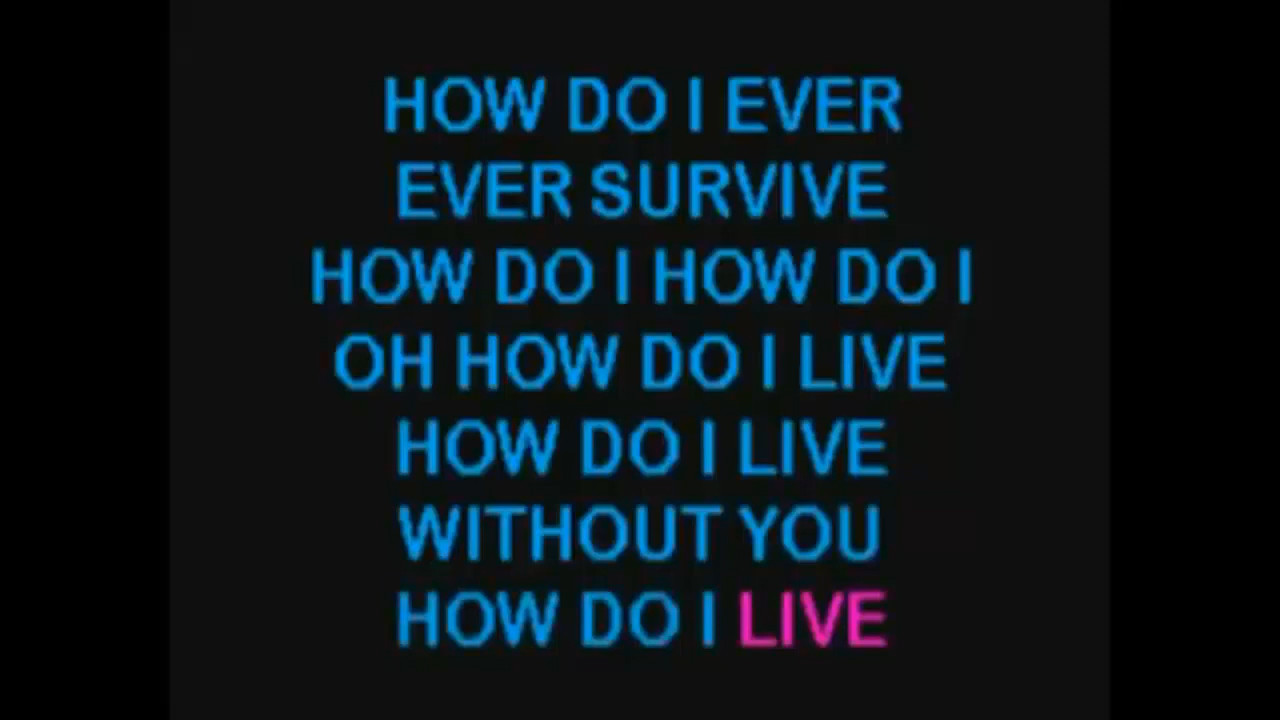 HOW DO I EVER
EVER SURVIVE
HOW DO I HOW DO I
OH HOW DO I LIVE
HOW DO I LIVE
WITHOUT YOU
HOW DO I LIVE